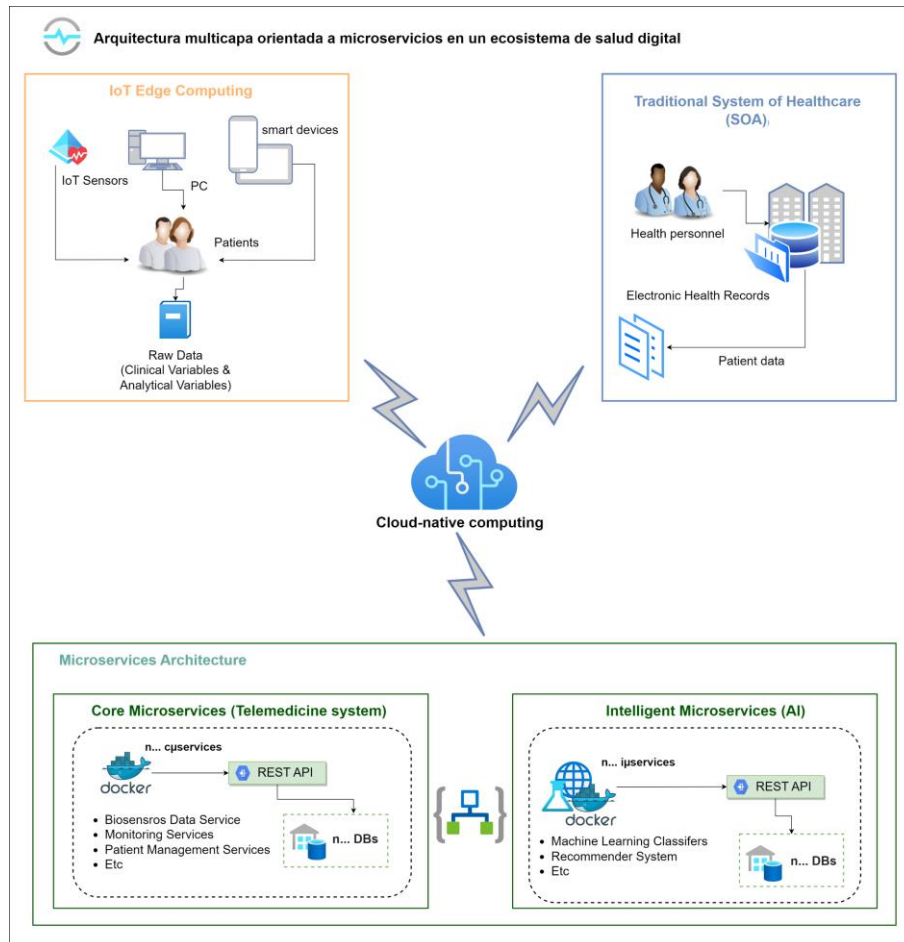 Arquitectura multicapa orientada a microservicios en un ecosistema de salud digital
IoT Edge Computing
smart devices
IoT Sensors
PC
Patients
Raw Data
(Clinical Variables &
Analytical Variables)
Traditional System of Healthcare
(SOA)
Health personnel
Electronic Health Records
Patient data
Cloud-native computing
Microservices Architecture
Core Microservices (Telemedicine system)
n... cµservices
docker
REST API
n... DBs
• Biosensros Data Service
• Monitoring Services
• Patient Management Services
• Etc
Intelligent Microservices (AI)
n... iµservices
docker
REST API
n... DBs
• Machine Learning Classifers
• Recommender System
• Etc